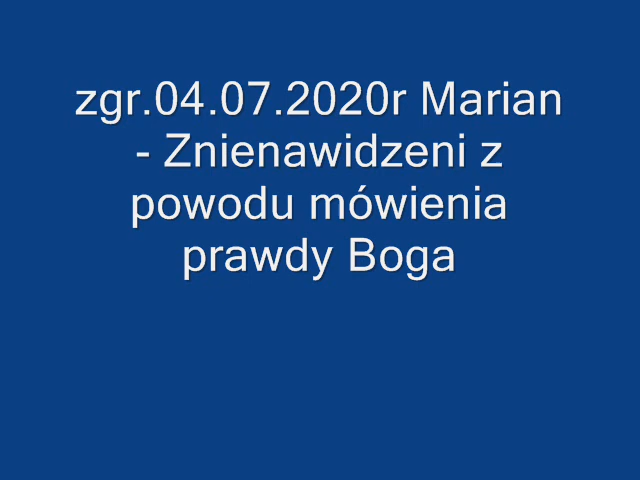 zgr.04.07.2020r Marian
- Znienawidzeni z
powodu mówienia
prawdy Boga